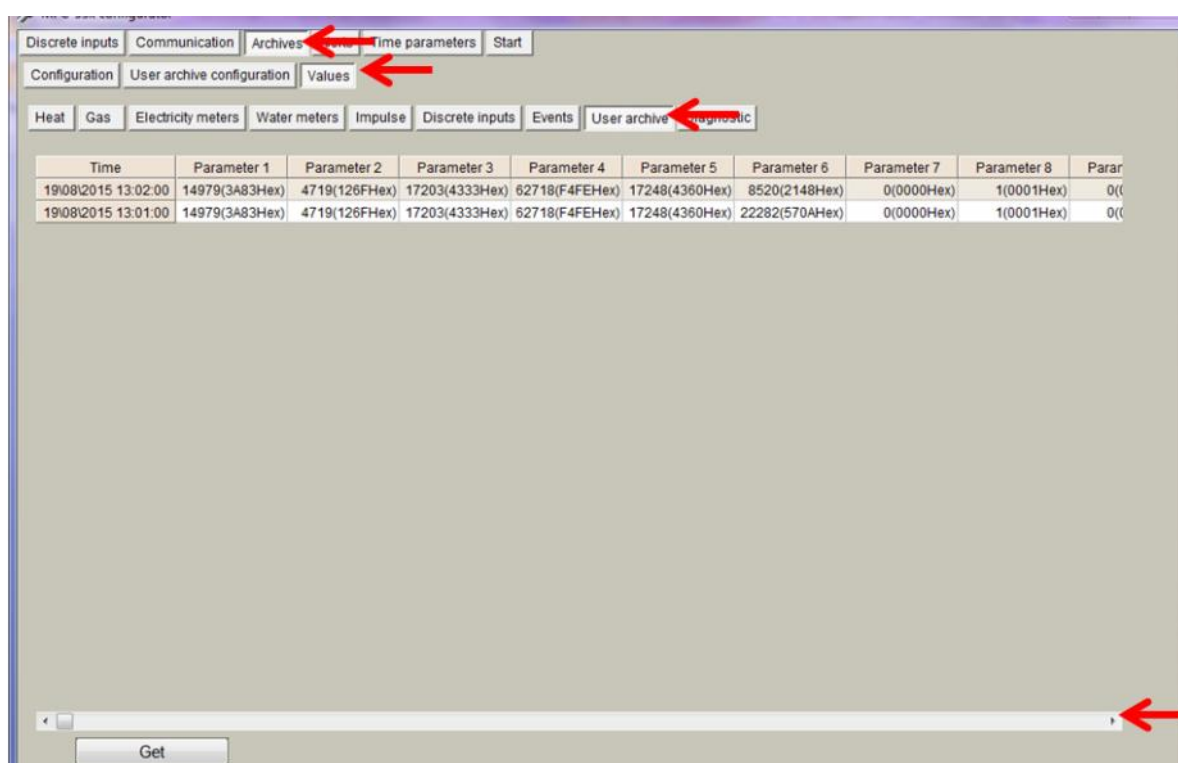 Discrete inputs Communication Archives Time parameters Start
Configuration User archive configuration Values
Heat Gas Electricity meters Water meters Impulse Discrete inputs Events User archive Diagnostic
Time Parameter 1 Parameter 2 Parameter 3 Parameter 4 Parameter 5 Parameter 6 Parameter 7 Parameter 8 Parar
19\08\2015 13:02:00 14979(3A83Hex) 4719(126FHex) 17203(4333Hex) 62718(F4FEHex) 17248(4360Hex) 8520(2148Hex) 0(0000Hex) 1(0001Hex) 0(
19\08\2015 13:01:00 14979(3A83Hex) 4719(126FHex) 17203(4333Hex) 62718(F4FEHex) 17248(4360Hex) 22282(570AHex) 0(0000Hex) 1(0001Hex) 0(
Get